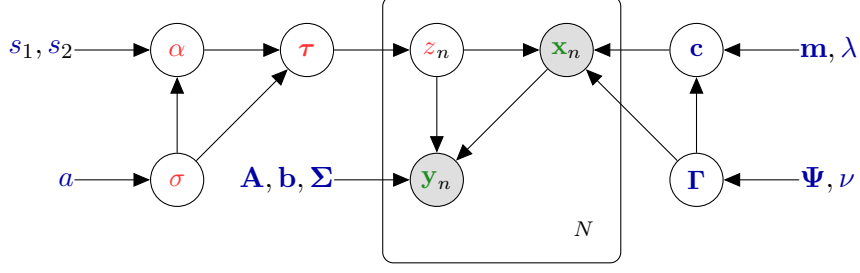 s₁, s₂ α τ zₙ xₙ c m, λ
a σ A, b, Σ yₙ Γ Ψ, ν
N